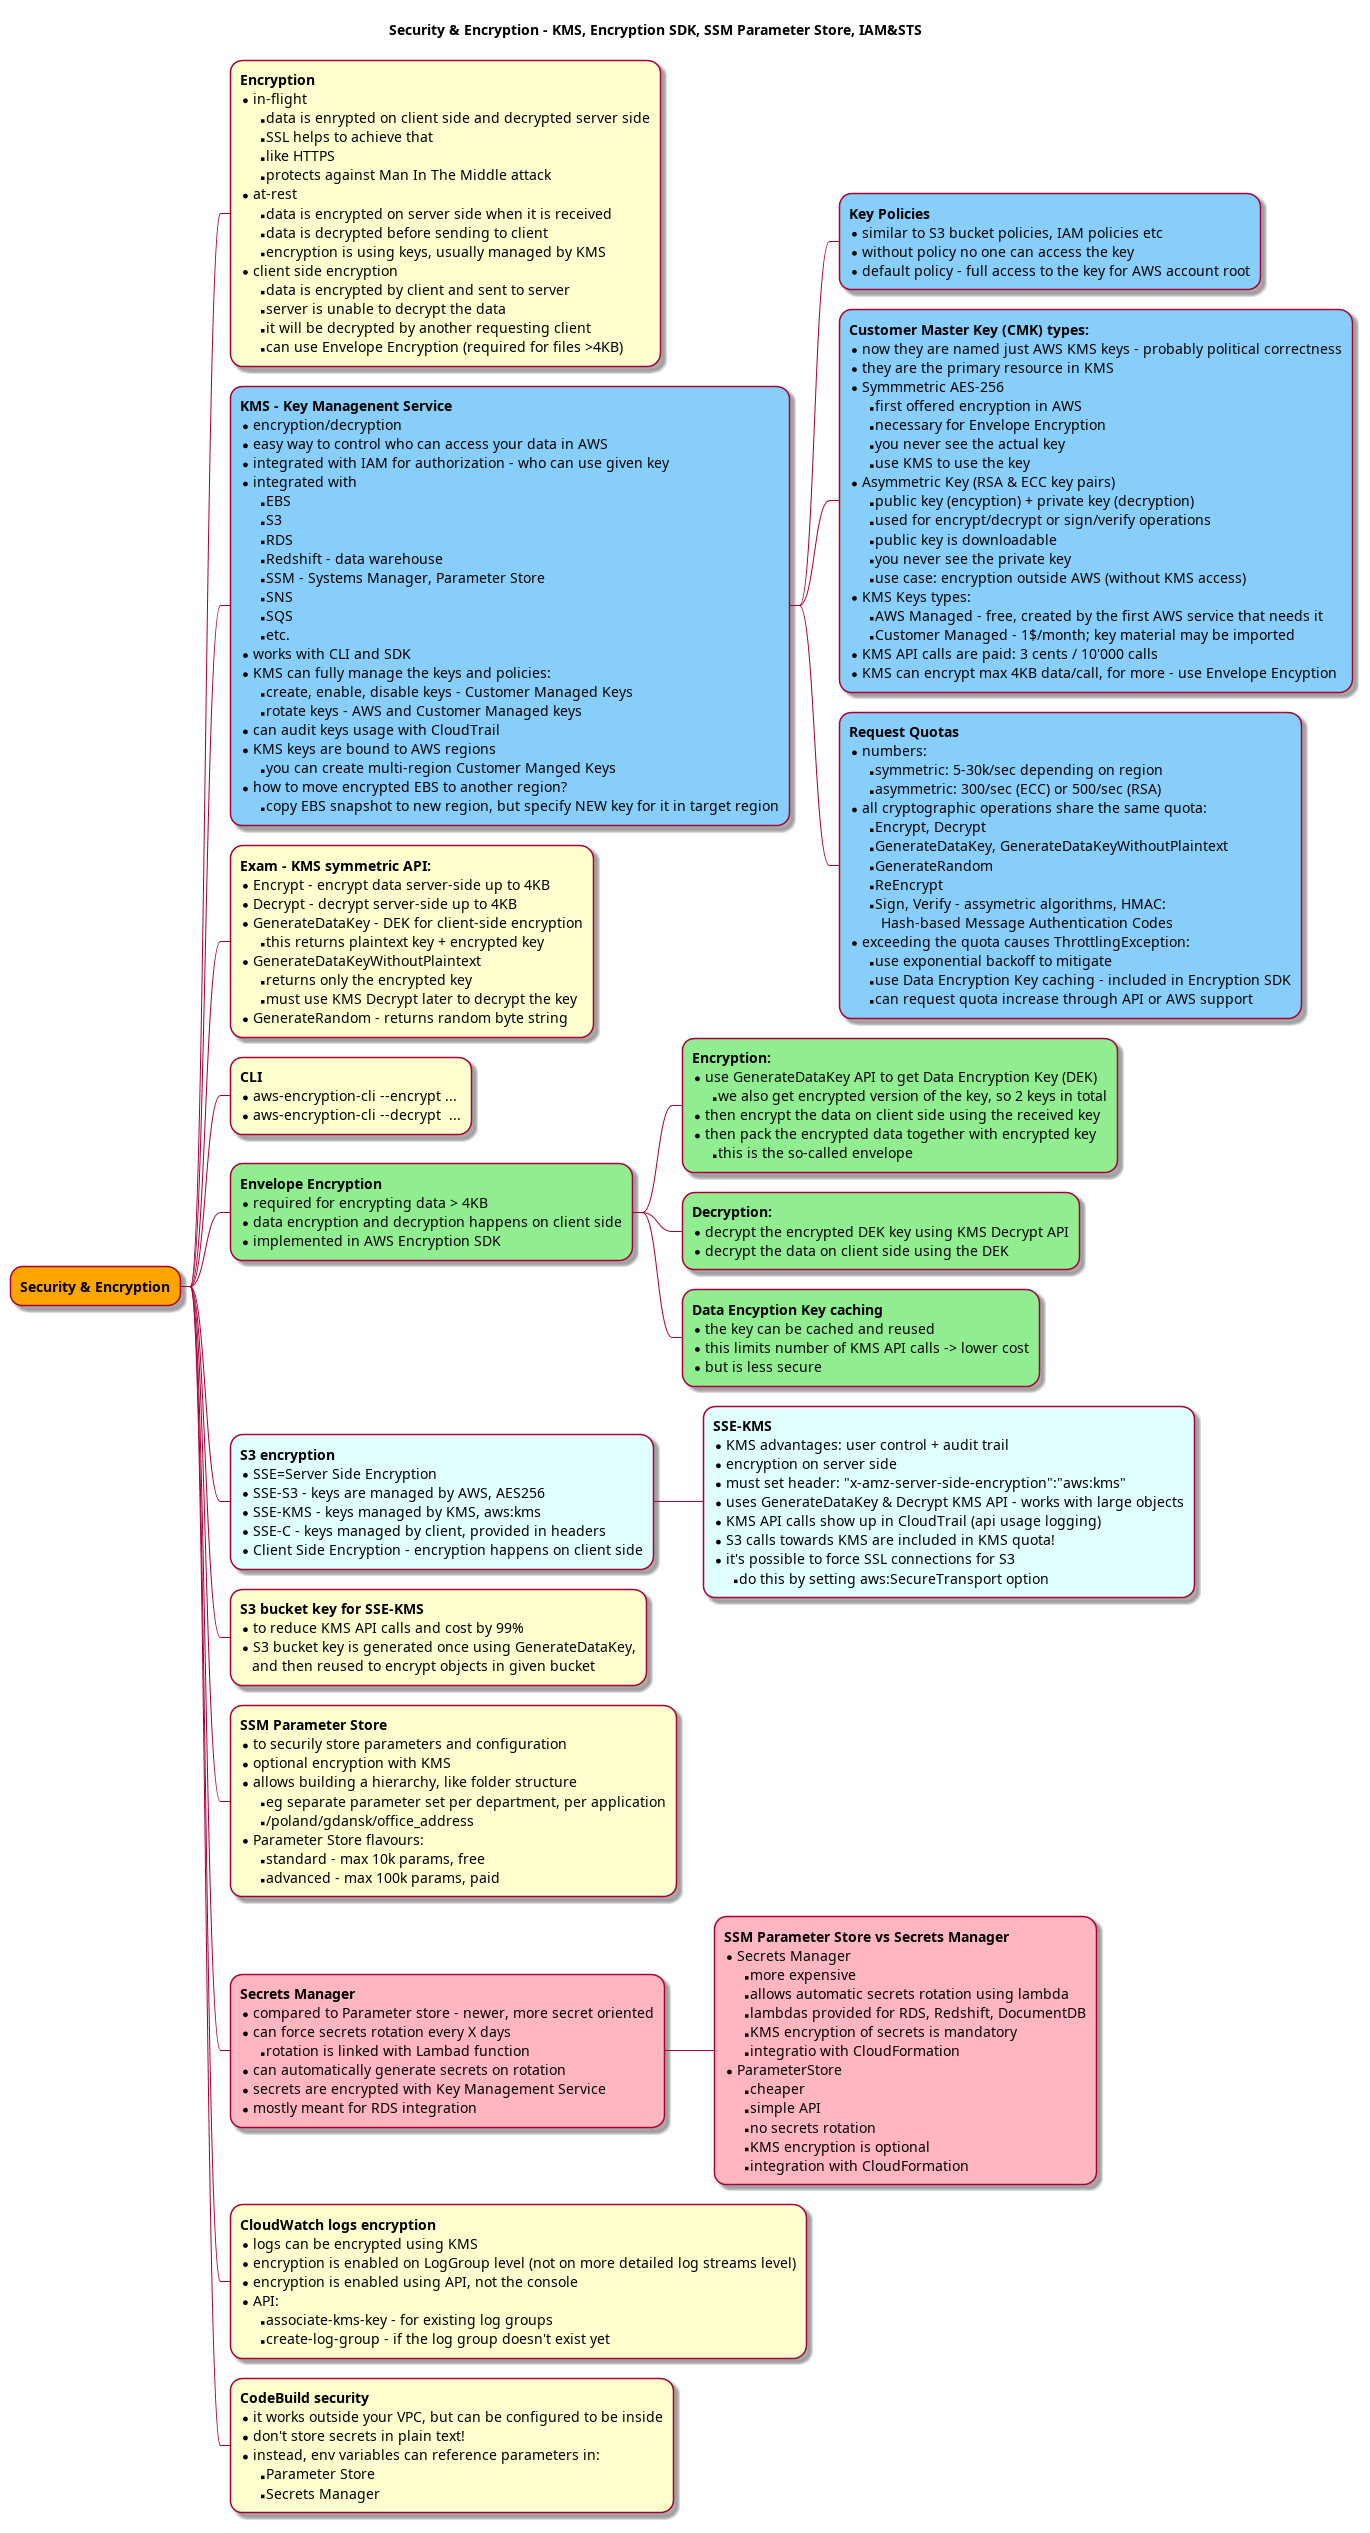 Security & Encryption - KMS, Encryption SDK, SSM Parameter Store, IAM&STS
Security & Encryption
Encryption
• in-flight
▪ data is enrypted on client side and decrypted server side
▪ SSL helps to achieve that
▪ like HTTPS
▪ protects against Man In The Middle attack
• at-rest
▪ data is encrypted on server side when it is received
▪ data is decrypted before sending to client
▪ encryption is using keys, usually managed by KMS
• client side encryption
▪ data is encrypted by client and sent to server
▪ server is unable to decrypt the data
▪ it will be decrypted by another requesting client
▪ can use Envelope Encryption (required for files >4KB)
KMS - Key Managenent Service
• encryption/decryption
• easy way to control who can access your data in AWS
• integrated with IAM for authorization - who can use given key
• integrated with
▪ EBS
▪ S3
▪ RDS
▪ Redshift - data warehouse
▪ SSM - Systems Manager, Parameter Store
▪ SNS
▪ SQS
▪ etc.
• works with CLI and SDK
• KMS can fully manage the keys and policies:
▪ create, enable, disable keys - Customer Managed Keys
▪ rotate keys - AWS and Customer Managed keys
• can audit keys usage with CloudTrail
• KMS keys are bound to AWS regions
▪ you can create multi-region Customer Manged Keys
• how to move encrypted EBS to another region?
▪ copy EBS snapshot to new region, but specify NEW key for it in target region
Key Policies
• similar to S3 bucket policies, IAM policies etc
• without policy no one can access the key
• default policy - full access to the key for AWS account root
Customer Master Key (CMK) types:
• now they are named just AWS KMS keys - probably political correctness
• they are the primary resource in KMS
• Symmmetric AES-256
▪ first offered encryption in AWS
▪ necessary for Envelope Encryption
▪ you never see the actual key
▪ use KMS to use the key
• Asymmetric Key (RSA & ECC key pairs)
▪ public key (encyption) + private key (decryption)
▪ used for encrypt/decrypt or sign/verify operations
▪ public key is downloadable
▪ you never see the private key
▪ use case: encryption outside AWS (without KMS access)
• KMS Keys types:
▪ AWS Managed - free, created by the first AWS service that needs it
▪ Customer Managed - 1$/month; key material may be imported
• KMS API calls are paid: 3 cents / 10'000 calls
• KMS can encrypt max 4KB data/call, for more - use Envelope Encyption
Request Quotas
• numbers:
▪ symmetric: 5-30k/sec depending on region
▪ asymmetric: 300/sec (ECC) or 500/sec (RSA)
• all cryptographic operations share the same quota:
▪ Encrypt, Decrypt
▪ GenerateDataKey, GenerateDataKeyWithoutPlaintext
▪ GenerateRandom
▪ ReEncrypt
▪ Sign, Verify - assymetric algorithms, HMAC:
Hash-based Message Authentication Codes
• exceeding the quota causes ThrottlingException:
▪ use exponential backoff to mitigate
▪ use Data Encryption Key caching - included in Encryption SDK
▪ can request quota increase through API or AWS support
Exam - KMS symmetric API:
• Encrypt - encrypt data server-side up to 4KB
• Decrypt - decrypt server-side up to 4KB
• GenerateDataKey - DEK for client-side encryption
▪ this returns plaintext key + encrypted key
• GenerateDataKeyWithoutPlaintext
▪ returns only the encrypted key
▪ must use KMS Decrypt later to decrypt the key
• GenerateRandom - returns random byte string
CLI
• aws-encryption-cli --encrypt ...
• aws-encryption-cli --decrypt  ...
Envelope Encryption
• required for encrypting data > 4KB
• data encryption and decryption happens on client side
• implemented in AWS Encryption SDK
Encryption:
• use GenerateDataKey API to get Data Encryption Key (DEK)
▪ we also get encrypted version of the key, so 2 keys in total
• then encrypt the data on client side using the received key
• then pack the encrypted data together with encrypted key
▪ this is the so-called envelope
Decryption:
• decrypt the encrypted DEK key using KMS Decrypt API
• decrypt the data on client side using the DEK
Data Encyption Key caching
• the key can be cached and reused
• this limits number of KMS API calls -> lower cost
• but is less secure
S3 encryption
• SSE=Server Side Encryption
• SSE-S3 - keys are managed by AWS, AES256
• SSE-KMS - keys managed by KMS, aws:kms
• SSE-C - keys managed by client, provided in headers
• Client Side Encryption - encryption happens on client side
SSE-KMS
• KMS advantages: user control + audit trail
• encryption on server side
• must set header: "x-amz-server-side-encryption":"aws:kms"
• uses GenerateDataKey & Decrypt KMS API - works with large objects
• KMS API calls show up in CloudTrail (api usage logging)
• S3 calls towards KMS are included in KMS quota!
• it's possible to force SSL connections for S3
▪ do this by setting aws:SecureTransport option
S3 bucket key for SSE-KMS
• to reduce KMS API calls and cost by 99%
• S3 bucket key is generated once using GenerateDataKey,
and then reused to encrypt objects in given bucket
SSM Parameter Store
• to securily store parameters and configuration
• optional encryption with KMS
• allows building a hierarchy, like folder structure
▪ eg separate parameter set per department, per application
▪ /poland/gdansk/office_address
• Parameter Store flavours:
▪ standard - max 10k params, free
▪ advanced - max 100k params, paid
Secrets Manager
• compared to Parameter store - newer, more secret oriented
• can force secrets rotation every X days
▪ rotation is linked with Lambad function
• can automatically generate secrets on rotation
• secrets are encrypted with Key Management Service
• mostly meant for RDS integration
SSM Parameter Store vs Secrets Manager
• Secrets Manager
▪ more expensive
▪ allows automatic secrets rotation using lambda
▪ lambdas provided for RDS, Redshift, DocumentDB
▪ KMS encryption of secrets is mandatory
▪ integratio with CloudFormation
• ParameterStore
▪ cheaper
▪ simple API
▪ no secrets rotation
▪ KMS encryption is optional
▪ integration with CloudFormation
CloudWatch logs encryption
• logs can be encrypted using KMS
• encryption is enabled on LogGroup level (not on more detailed log streams level)
• encryption is enabled using API, not the console
• API:
▪ associate-kms-key - for existing log groups
▪ create-log-group - if the log group doesn't exist yet
CodeBuild security
• it works outside your VPC, but can be configured to be inside
• don't store secrets in plain text!
• instead, env variables can reference parameters in:
▪ Parameter Store
▪ Secrets Manager